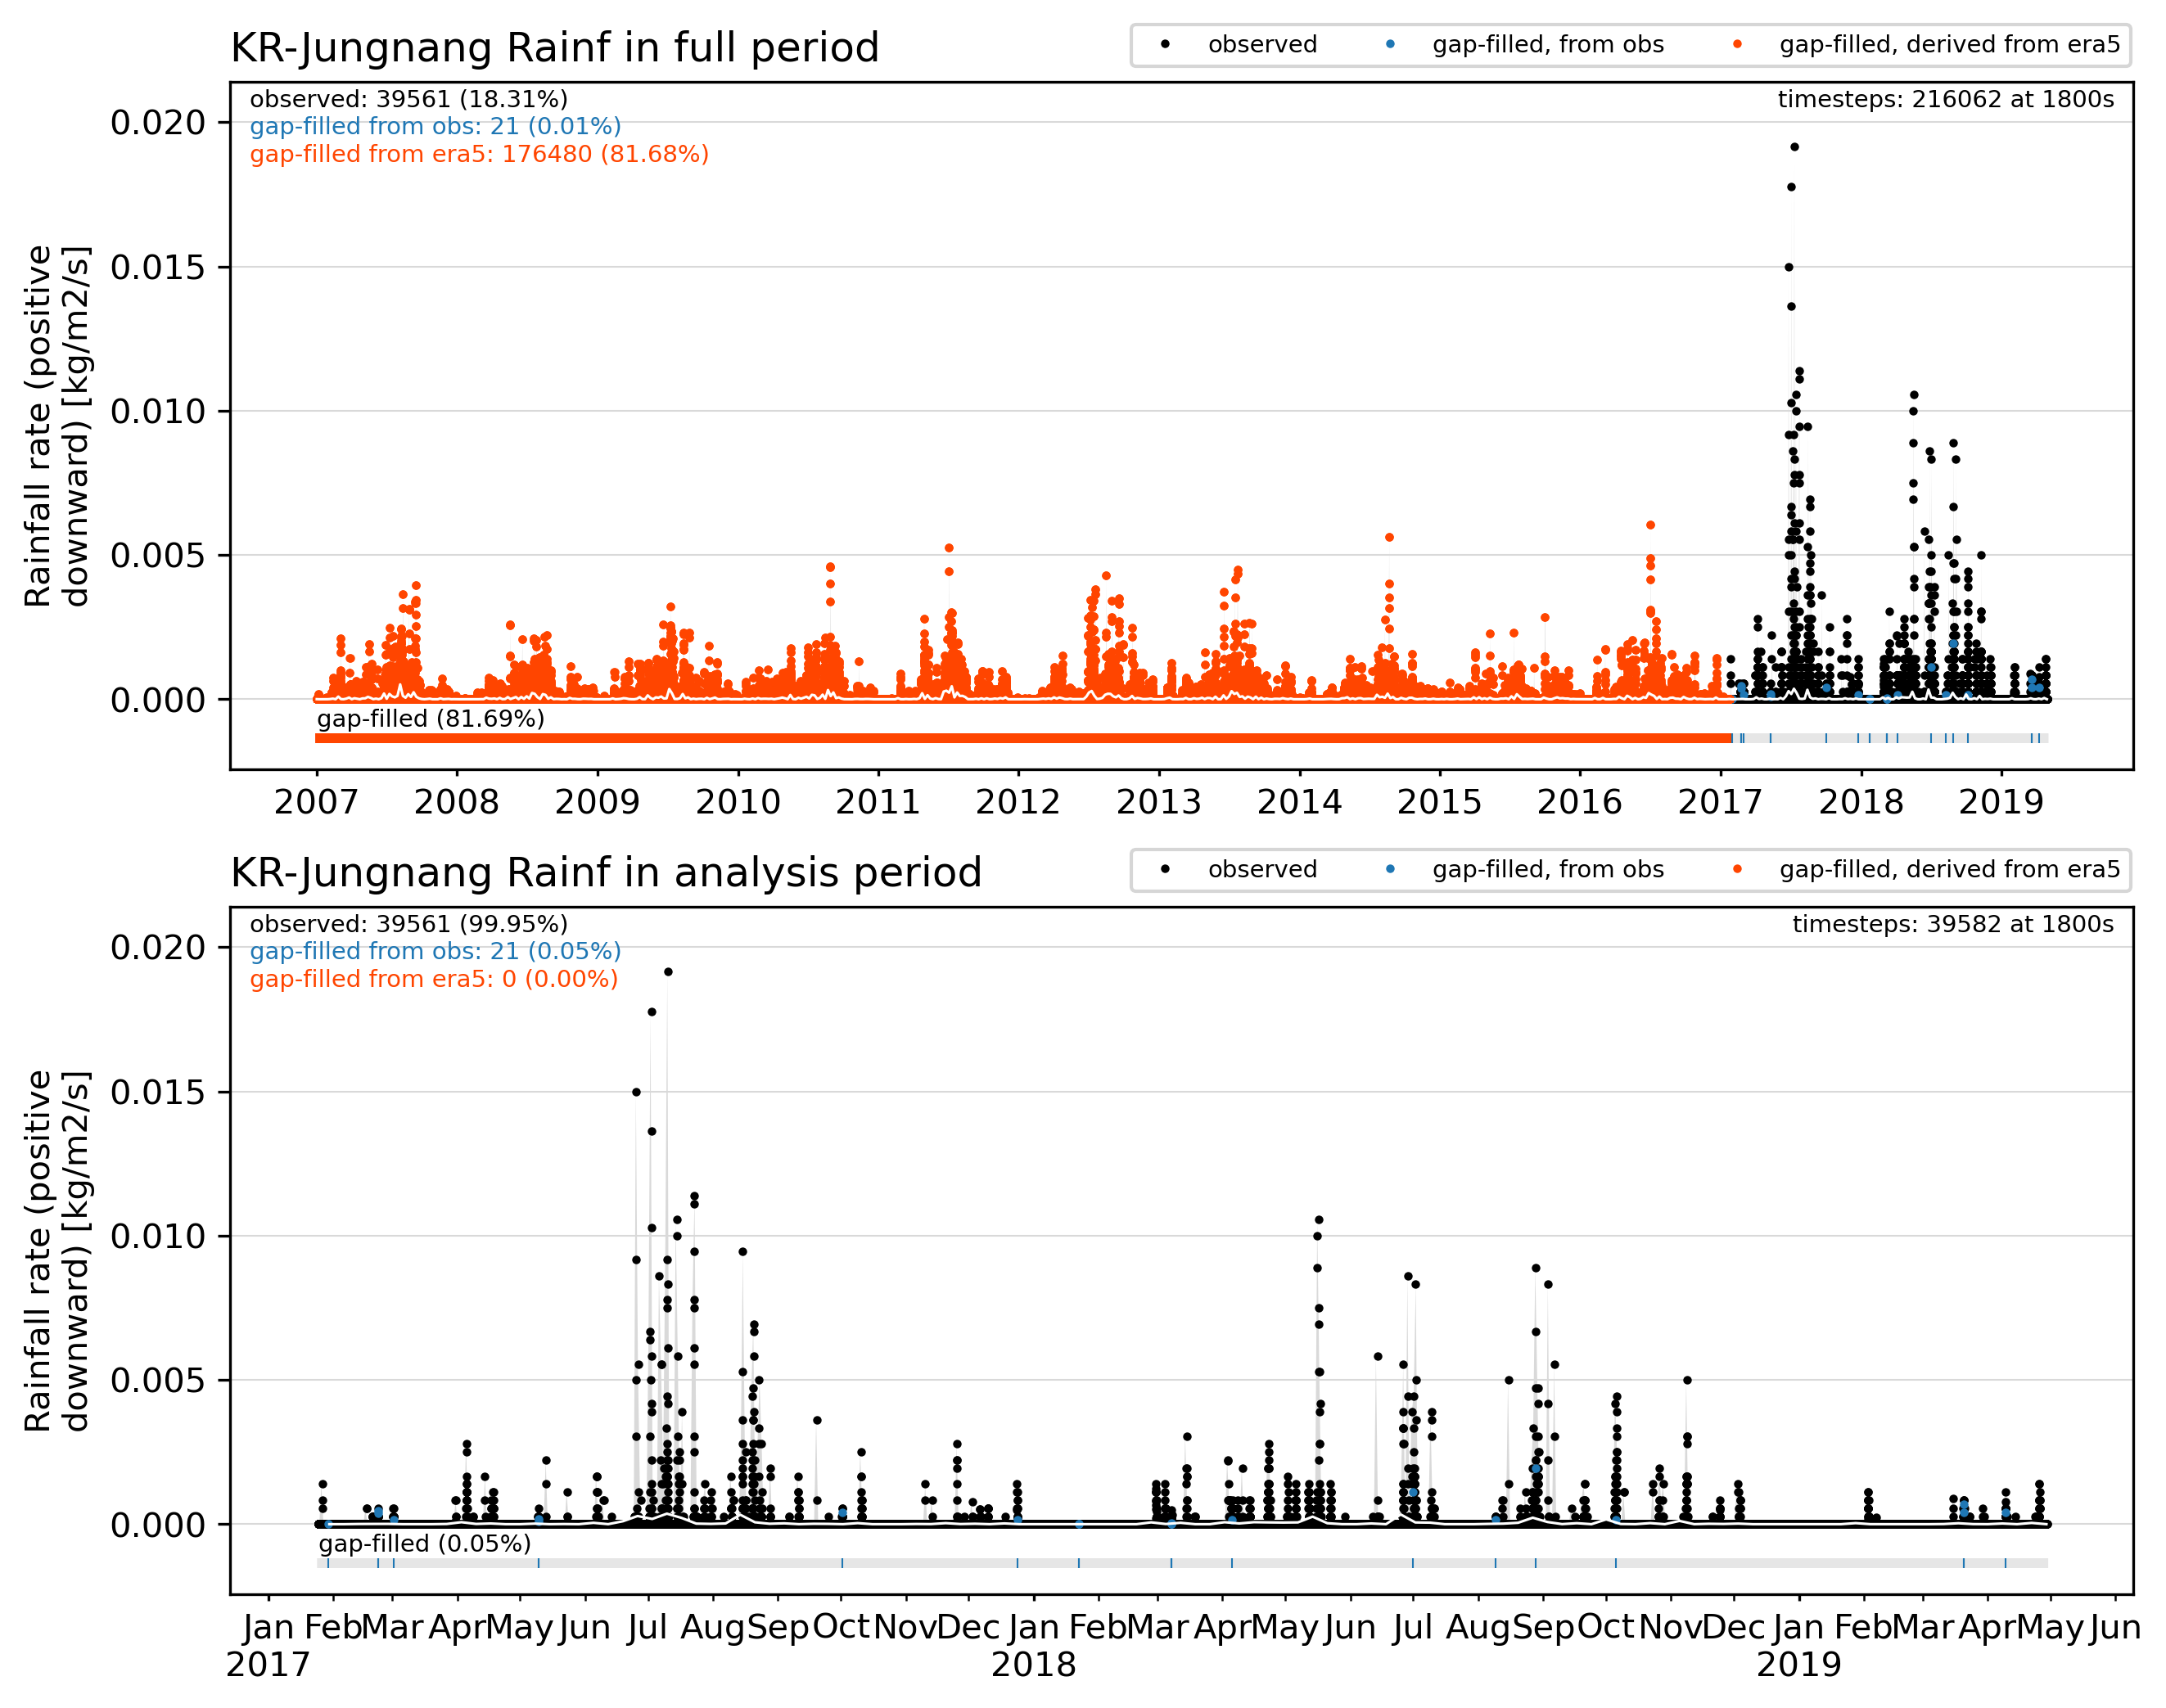 KR-Jungnang Rainf in full period
observed gap-filled, from obs gap-filled, derived from era5
observed: 39561 (18.31%)
timesteps: 216062 at 1800s
gap-filled from obs: 21 (0.01%)
gap-filled from era5: 176480 (81.68%)
Rainfall rate (positive
downward) [kg/m2/s]
0.020
0.015
0.010
0.005
0.000
gap-filled (81.69%)
2007 2008 2009 2010 2011 2012 2013 2014 2015 2016 2017 2018 2019
KR-Jungnang Rainf in analysis period
observed gap-filled, from obs gap-filled, derived from era5
observed: 39561 (99.95%)
timesteps: 39582 at 1800s
gap-filled from obs: 21 (0.05%)
gap-filled from era5: 0 (0.00%)
Rainfall rate (positive
downward) [kg/m2/s]
0.020
0.015
0.010
0.005
0.000
gap-filled (0.05%)
Jan Feb Mar Apr May Jun Jul Aug Sep Oct Nov Dec Jan Feb Mar Apr May Jun Jul Aug Sep Oct Nov Dec Jan Feb Mar Apr May Jun
2017 2018 2019